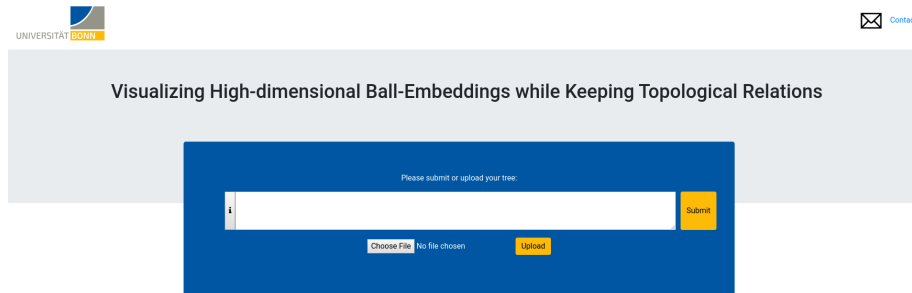 UNIVERSITÄT BONN
Visualizing High-dimensional Ball-Embeddings while Keeping Topological Relations
Please submit or upload your tree:
i
Submit
Choose File No file chosen
Upload